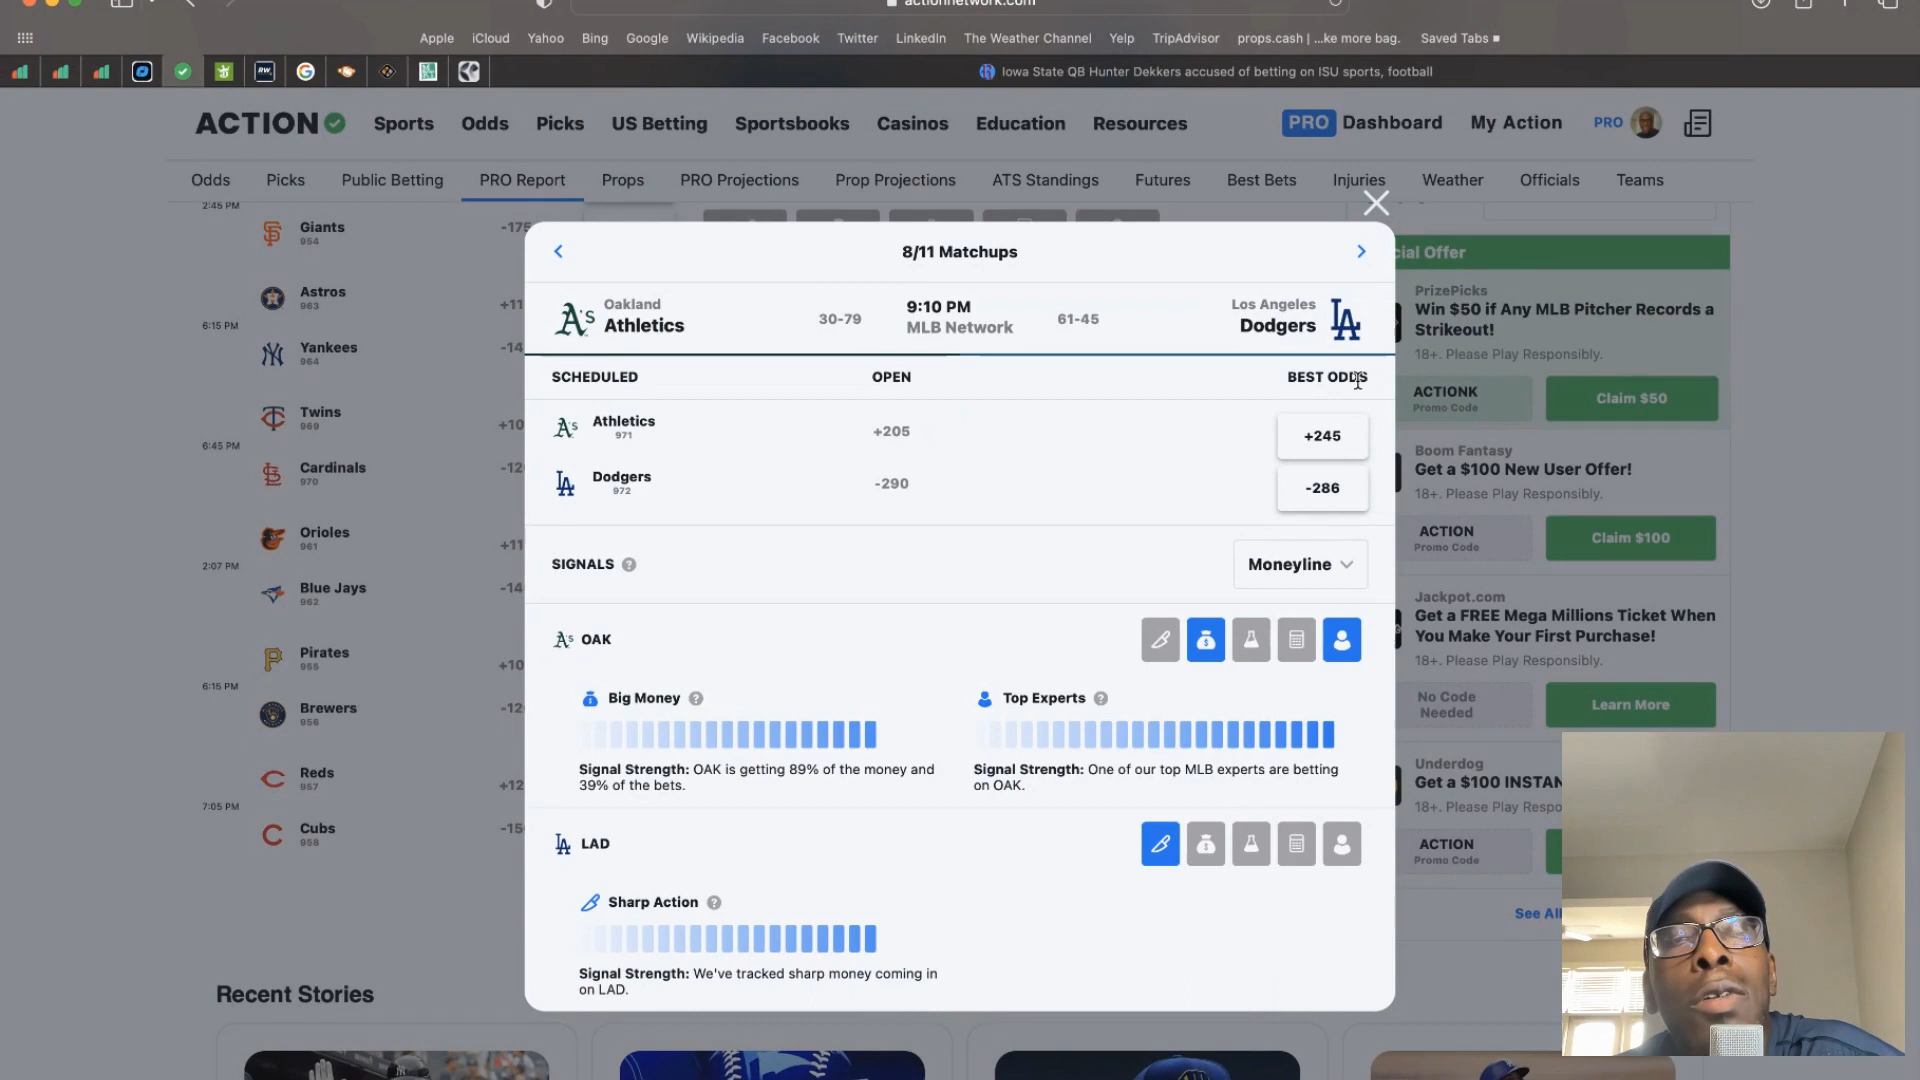 actionnetwork.com
Apple iCloud Yahoo Bing Google Wikipedia Facebook Twitter LinkedIn The Weather Channel Yelp TripAdvisor props.cash | ...ke more bag. Saved Tabs
Iowa State QB Hunter Dekkers accused of betting on ISU sports, football
ACTION Sports Odds Picks US Betting Sportsbooks Casinos Education Resources PRO Dashboard My Action PRO
Odds Picks Public Betting PRO Report Props PRO Projections Prop Projections ATS Standings Futures Best Bets Injuries Weather Officials Teams
2:45 PM
Giants -175
954
Astros +11
963
6:15 PM
Yankees -14
964
Twins +10
969
6:45 PM
Cardinals -12
970
Orioles +11
961
2:07 PM
Blue Jays -14
962
Pirates +10
955
6:15 PM
Brewers -12
956
Reds +12
957
7:05 PM
Cubs -15
958
Recent Stories
8/11 Matchups
Oakland
Athletics
30-79
9:10 PM
MLB Network
61-45
Los Angeles
Dodgers
SCHEDULED OPEN BEST ODDS
Athletics +205 +245
971
Dodgers -290 -286
972
SIGNALS Moneyline
OAK
Big Money
Signal Strength: OAK is getting 89% of the money and
39% of the bets.
Top Experts
Signal Strength: One of our top MLB experts are betting
on OAK.
LAD
Sharp Action
Signal Strength: We've tracked sharp money coming in
on LAD.
cial Offer
PrizePicks
Win $50 if Any MLB Pitcher Records a
Strikeout!
18+. Please Play Responsibly.
ACTIONK
Promo Code
Claim $50
Boom Fantasy
Get a $100 New User Offer!
18+. Please Play Responsibly.
ACTION
Promo Code
Claim $100
Jackpot.com
Get a FREE Mega Millions Ticket When
You Make Your First Purchase!
18+. Please Play Responsibly.
No Code
Needed
Learn More
Underdog
Get a $100 INSTAN
18+. Please Play Respo
ACTION
Promo Code
See All